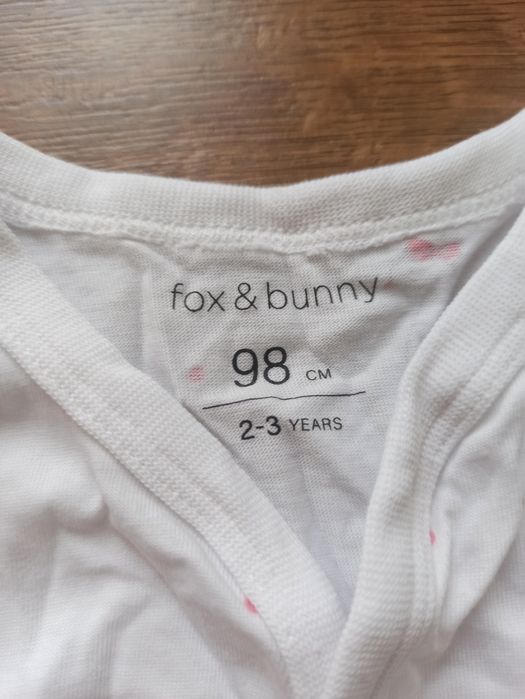 fox & bunny
98 CM
2-3 YEARS